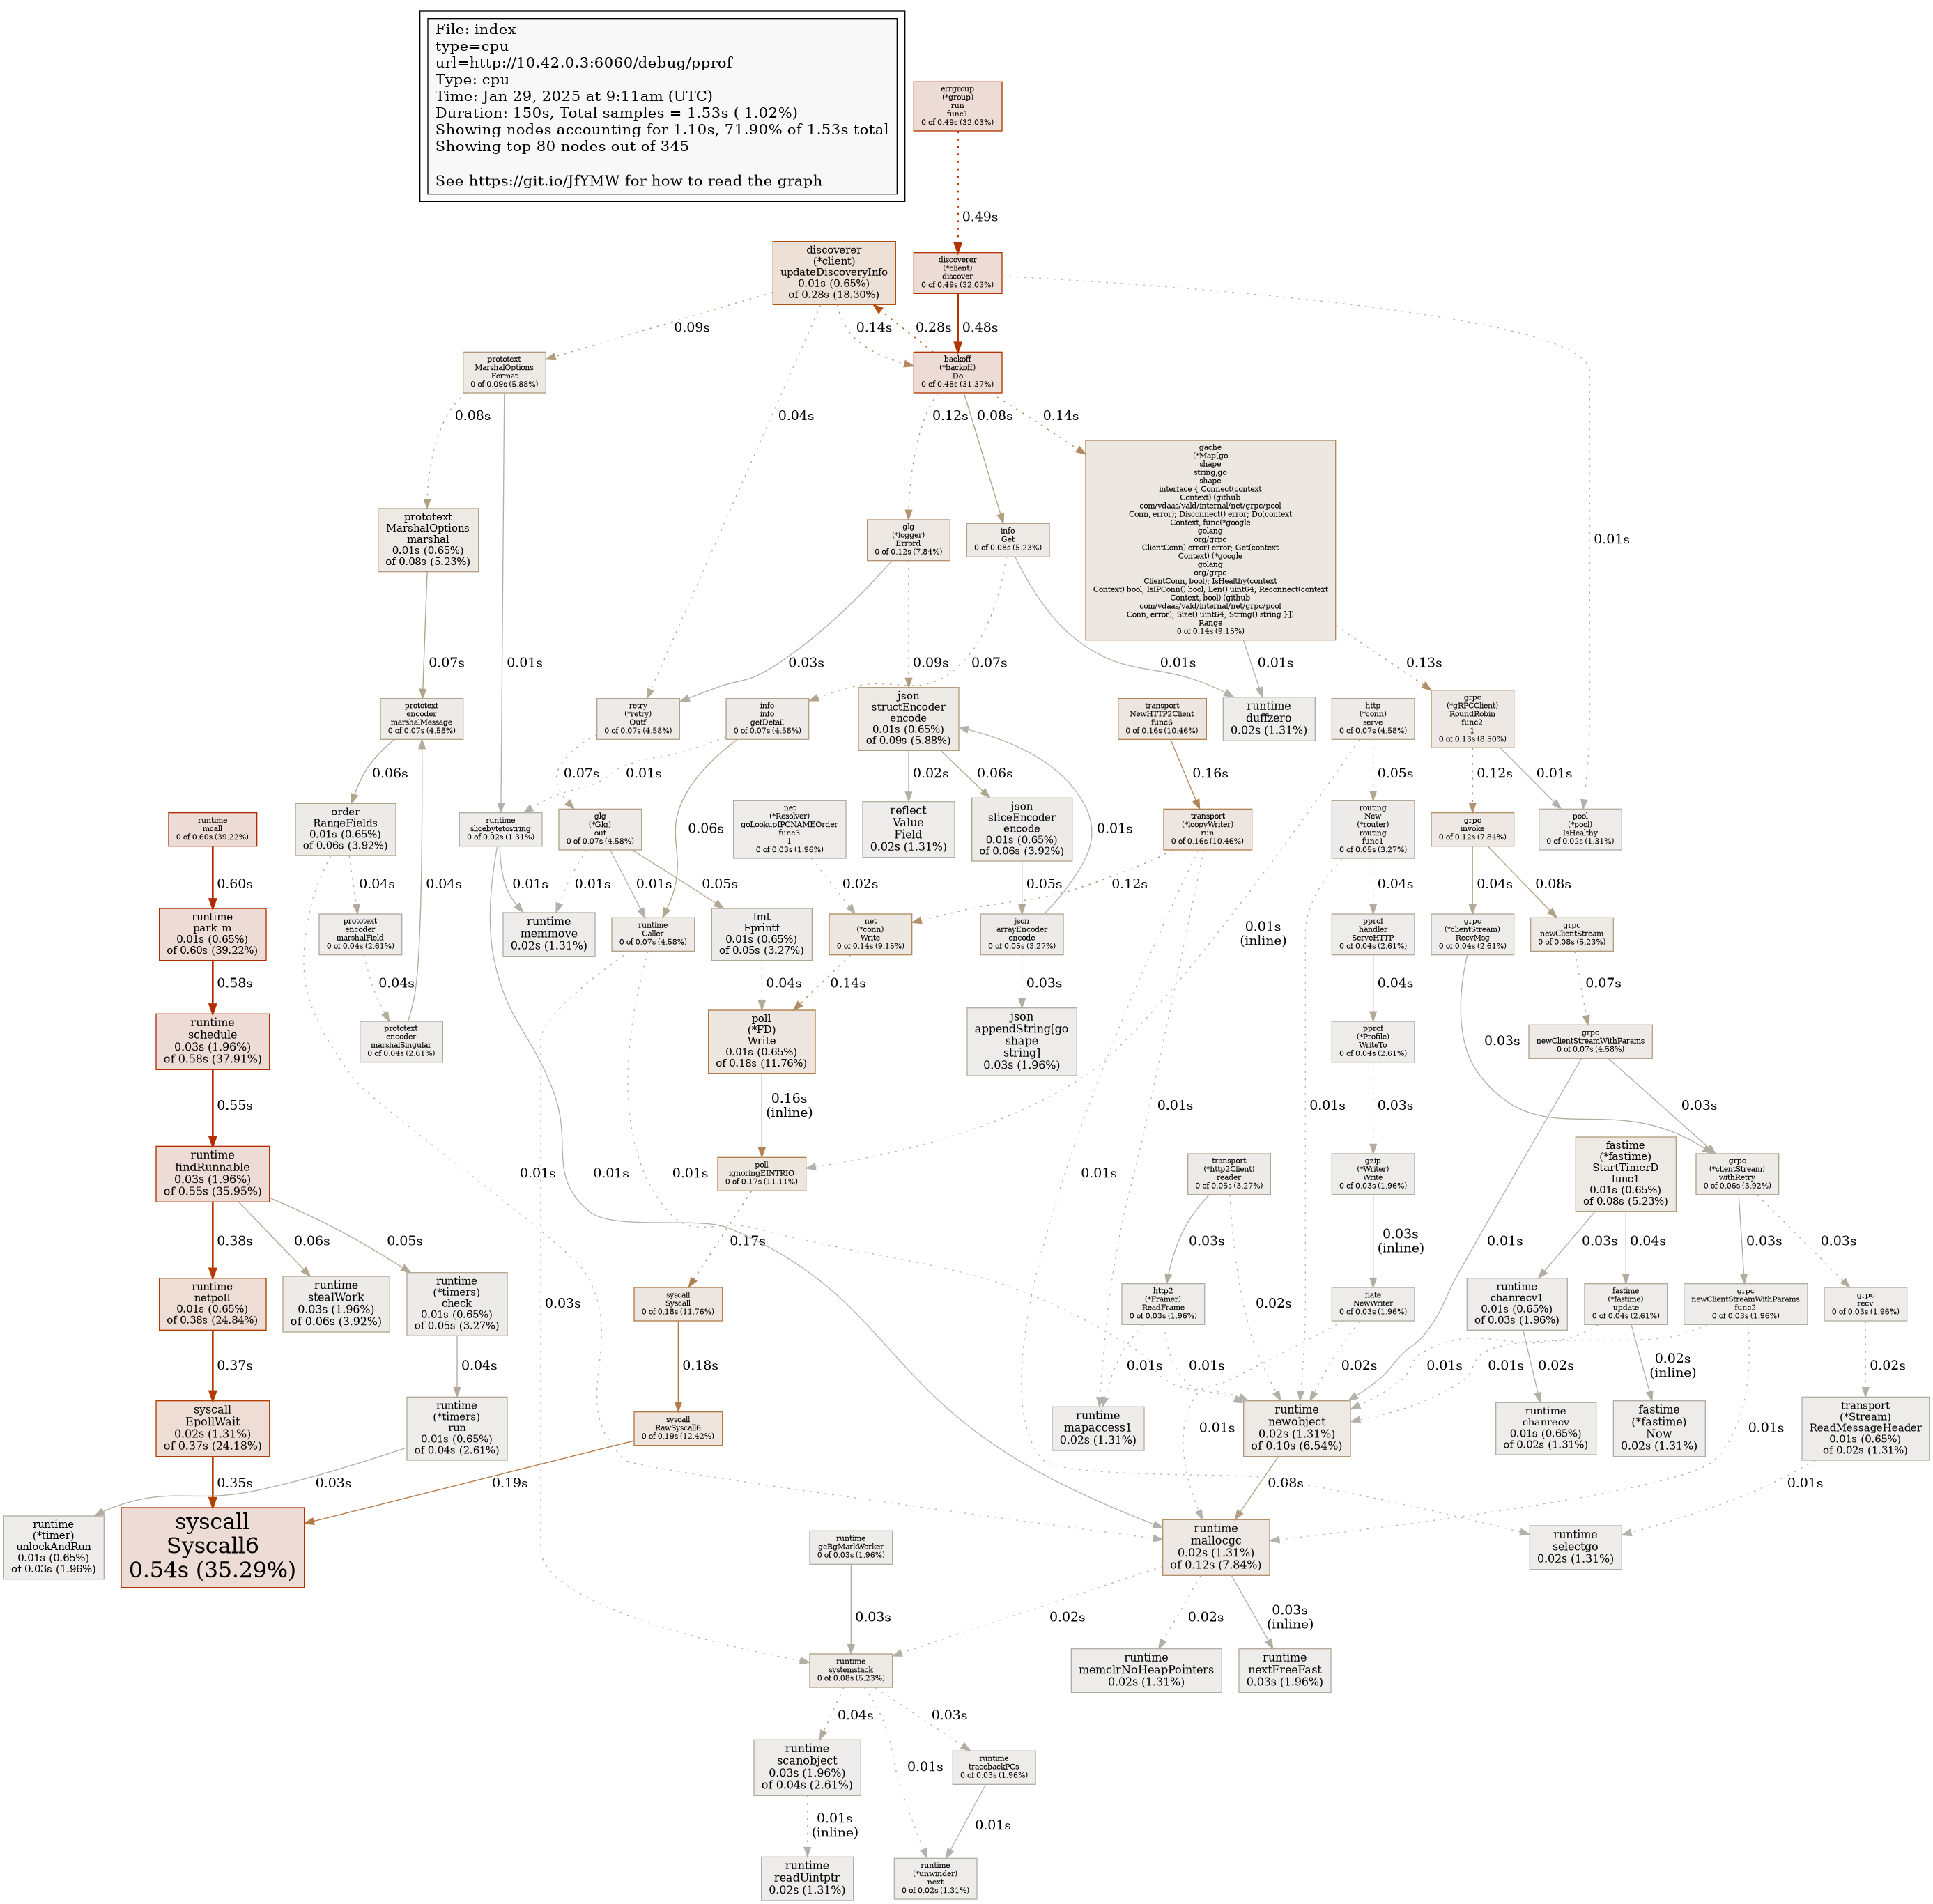 File: index
type=cpu
url=http://10.42.0.3:6060/debug/pprof
Type: cpu
Time: Jan 29, 2025 at 9:11am (UTC)
Duration: 150s, Total samples = 1.53s ( 1.02%)
Showing nodes accounting for 1.10s, 71.90% of 1.53s total
Showing top 80 nodes out of 345
See https://git.io/JfYMW for how to read the graph
errgroup
(*group)
run
func1
0 of 0.49s (32.03%)
0.49s
discoverer
(*client)
updateDiscoveryInfo
0.01s (0.65%)
of 0.28s (18.30%)
discoverer
(*client)
discover
0 of 0.49s (32.03%)
0.09s
0.14s
0.28s
0.48s
prototext
MarshalOptions
Format
0 of 0.09s (5.88%)
backoff
(*backoff)
Do
0 of 0.48s (31.37%)
0.08s
0.04s
0.12s
0.08s
0.14s
prototext
MarshalOptions
marshal
0.01s (0.65%)
of 0.08s (5.23%)
glg
(*logger)
Errord
0 of 0.12s (7.84%)
info
Get
0 of 0.08s (5.23%)
gache
(*Map[go
shape
string,go
shape
interface { Connect(context
Context) (github
com/vdaas/vald/internal/net/grpc/pool
Conn, error); Disconnect() error; Do(context
Context, func(*google
golang
org/grpc
ClientConn) error) error; Get(context
Context) (*google
golang
org/grpc
ClientConn, bool); IsHealthy(context
Context) bool; IsIPConn() bool; Len() uint64; Reconnect(context
Context, bool) (github
com/vdaas/vald/internal/net/grpc/pool
Conn, error); Size() uint64; String() string }])
Range
0 of 0.14s (9.15%)
0.01s
0.07s
0.01s
0.03s
0.09s
0.07s
0.01s
0.01s
0.13s
prototext
encoder
marshalMessage
0 of 0.07s (4.58%)
retry
(*retry)
Outf
0 of 0.07s (4.58%)
info
info
getDetail
0 of 0.07s (4.58%)
json
structEncoder
encode
0.01s (0.65%)
of 0.09s (5.88%)
transport
NewHTTP2Client
func6
0 of 0.16s (10.46%)
runtime
duffzero
0.02s (1.31%)
http
(*conn)
serve
0 of 0.07s (4.58%)
grpc
(*gRPCClient)
RoundRobin
func2
1
0 of 0.13s (8.50%)
0.06s
0.07s
0.01s
0.02s
0.06s
0.16s
0.05s
0.12s
0.01s
runtime
mcall
0 of 0.60s (39.22%)
order
RangeFields
0.01s (0.65%)
of 0.06s (3.92%)
runtime
slicebytetostring
0 of 0.02s (1.31%)
glg
(*Glg)
out
0 of 0.07s (4.58%)
0.06s
net
(*Resolver)
goLookupIPCNAMEOrder
func3
1
0 of 0.03s (1.96%)
reflect
Value
Field
0.02s (1.31%)
json
sliceEncoder
encode
0.01s (0.65%)
of 0.06s (3.92%)
0.01s
transport
(*loopyWriter)
run
0 of 0.16s (10.46%)
routing
New
(*router)
routing
func1
0 of 0.05s (3.27%)
grpc
invoke
0 of 0.12s (7.84%)
pool
(*pool)
IsHealthy
0 of 0.02s (1.31%)
0.60s
0.04s
0.04s
0.01s
0.01s
0.01s
0.05s
0.02s
0.05s
0.12s
0.01s
(inline)
0.04s
0.04s
0.08s
runtime
park_m
0.01s (0.65%)
of 0.60s (39.22%)
prototext
encoder
marshalField
0 of 0.04s (2.61%)
runtime
memmove
0.02s (1.31%)
runtime
Caller
0 of 0.07s (4.58%)
fmt
Fprintf
0.01s (0.65%)
of 0.05s (3.27%)
net
(*conn)
Write
0 of 0.14s (9.15%)
json
arrayEncoder
encode
0 of 0.05s (3.27%)
pprof
handler
ServeHTTP
0 of 0.04s (2.61%)
grpc
(*clientStream)
RecvMsg
0 of 0.04s (2.61%)
grpc
newClientStream
0 of 0.08s (5.23%)
0.58s
0.04s
0.04s
0.14s
0.03s
0.04s
0.07s
runtime
schedule
0.03s (1.96%)
of 0.58s (37.91%)
prototext
encoder
marshalSingular
0 of 0.04s (2.61%)
poll
(*FD)
Write
0.01s (0.65%)
of 0.18s (11.76%)
json
appendString[go
shape
string]
0.03s (1.96%)
pprof
(*Profile)
WriteTo
0 of 0.04s (2.61%)
0.03s
grpc
newClientStreamWithParams
0 of 0.07s (4.58%)
0.55s
0.16s
(inline)
0.01s
0.01s
0.03s
0.03s
runtime
findRunnable
0.03s (1.96%)
of 0.55s (35.95%)
0.01s
0.01s
0.01s
poll
ignoringEINTRIO
0 of 0.17s (11.11%)
0.01s
transport
(*http2Client)
reader
0 of 0.05s (3.27%)
gzip
(*Writer)
Write
0 of 0.03s (1.96%)
fastime
(*fastime)
StartTimerD
func1
0.01s (0.65%)
of 0.08s (5.23%)
grpc
(*clientStream)
withRetry
0 of 0.06s (3.92%)
0.38s
0.06s
0.05s
0.17s
0.03s
0.03s
(inline)
0.01s
0.03s
0.04s
0.03s
0.03s
runtime
netpoll
0.01s (0.65%)
of 0.38s (24.84%)
runtime
stealWork
0.03s (1.96%)
of 0.06s (3.92%)
runtime
(*timers)
check
0.01s (0.65%)
of 0.05s (3.27%)
0.03s
syscall
Syscall
0 of 0.18s (11.76%)
http2
(*Framer)
ReadFrame
0 of 0.03s (1.96%)
0.02s
flate
NewWriter
0 of 0.03s (1.96%)
runtime
chanrecv1
0.01s (0.65%)
of 0.03s (1.96%)
fastime
(*fastime)
update
0 of 0.04s (2.61%)
grpc
newClientStreamWithParams
func2
0 of 0.03s (1.96%)
grpc
recv
0 of 0.03s (1.96%)
0.37s
0.04s
0.18s
0.01s
0.01s
0.02s
0.01s
0.01s
0.02s
0.02s
(inline)
0.02s
syscall
EpollWait
0.02s (1.31%)
of 0.37s (24.18%)
runtime
(*timers)
run
0.01s (0.65%)
of 0.04s (2.61%)
syscall
RawSyscall6
0 of 0.19s (12.42%)
runtime
mapaccess1
0.02s (1.31%)
0.01s
runtime
newobject
0.02s (1.31%)
of 0.10s (6.54%)
runtime
chanrecv
0.01s (0.65%)
of 0.02s (1.31%)
fastime
(*fastime)
Now
0.02s (1.31%)
0.01s
transport
(*Stream)
ReadMessageHeader
0.01s (0.65%)
of 0.02s (1.31%)
0.35s
0.03s
0.19s
0.08s
0.01s
runtime
(*timer)
unlockAndRun
0.01s (0.65%)
of 0.03s (1.96%)
syscall
Syscall6
0.54s (35.29%)
runtime
gcBgMarkWorker
0 of 0.03s (1.96%)
runtime
mallocgc
0.02s (1.31%)
of 0.12s (7.84%)
runtime
selectgo
0.02s (1.31%)
0.03s
0.02s
0.02s
0.03s
(inline)
runtime
systemstack
0 of 0.08s (5.23%)
runtime
memclrNoHeapPointers
0.02s (1.31%)
runtime
nextFreeFast
0.03s (1.96%)
0.04s
0.03s
runtime
scanobject
0.03s (1.96%)
of 0.04s (2.61%)
0.01s
runtime
tracebackPCs
0 of 0.03s (1.96%)
0.01s
(inline)
0.01s
runtime
readUintptr
0.02s (1.31%)
runtime
(*unwinder)
next
0 of 0.02s (1.31%)